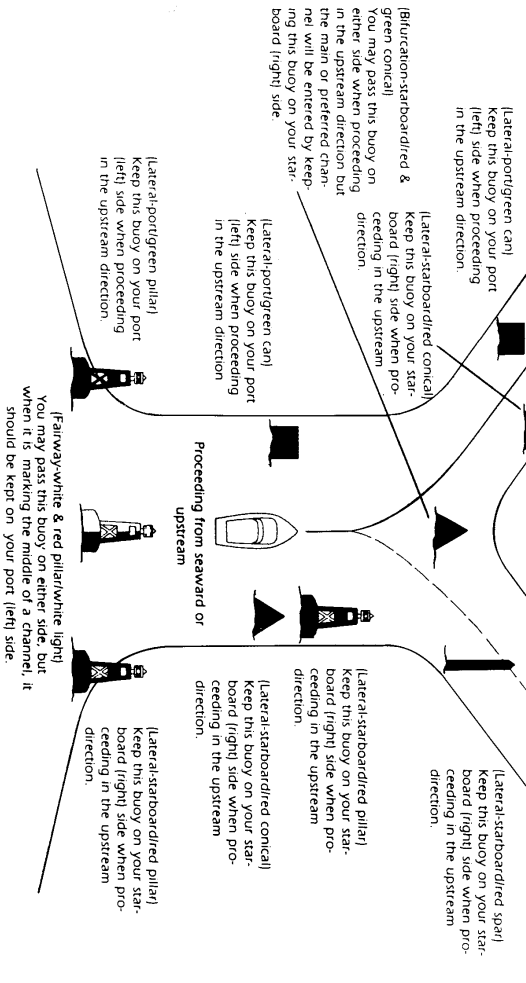 (Lateral-port/green can)
Keep this buoy on your port
(left) side when proceeding
in the upstream direction.
(Bifurcation-starboard/red &
green conical)
You may pass this buoy on
either side when proceeding
in the upstream direction but
the main or preferred chan-
nel will be entered by keep-
ing this buoy on your star-
board (right) side.
(Lateral-starboard/red conical)
Keep this buoy on your star-
board (right) side when pro-
ceeding in the upstream
direction.
(Lateral-port/green can)
Keep this buoy on your port
(left) side when proceeding
in the upstream direction
(Lateral-port/green pillar)
Keep this buoy on your port
(left) side when proceeding
in the upstream direction.
Proceeding from seaward or
upstream
(Fairway-white & red pillar/white light)
You may pass this buoy on either side, but
when it is marking the middle of a channel, it
should be kept on your port (left) side.
(Lateral-starboard/red spar)
Keep this buoy on your star-
board (right) side when pro-
ceeding in the upstream
direction.
(Lateral-starboard/red pillar)
Keep this buoy on your star-
board (right) side when pro-
ceeding in the upstream
direction.
(Lateral-starboard/red conical)
Keep this buoy on your star-
board (right) side when pro-
ceeding in the upstream
direction.
(Lateral-starboard/red pillar)
Keep this buoy on your star-
board (right) side when pro-
ceeding in the upstream
direction.